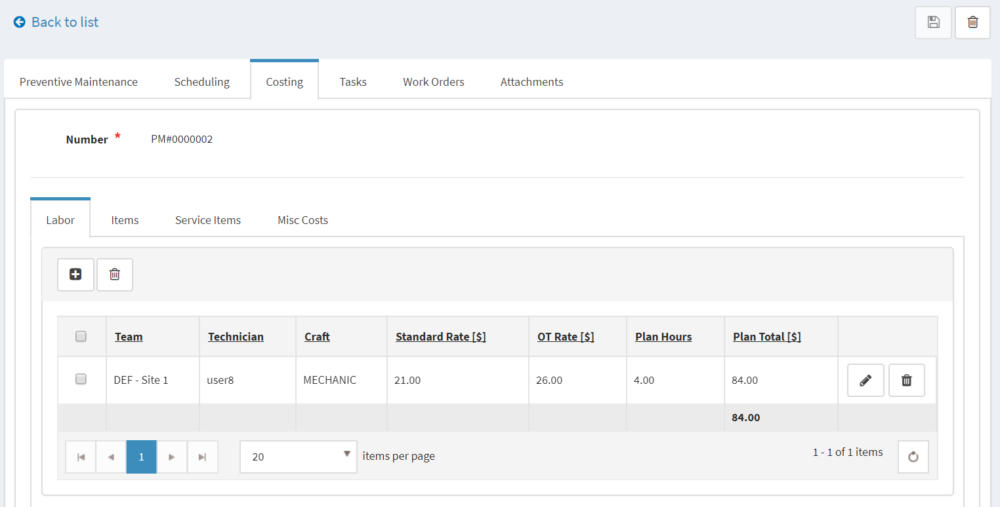 Back to list
Preventive Maintenance Scheduling Costing Tasks Work Orders Attachments
Number * PM#0000002
Labor Items Service Items Misc Costs
Team Technician Craft Standard Rate [$] OT Rate [$] Plan Hours Plan Total [$]
DEF - Site 1 user8 MECHANIC 21.00 26.00 4.00 84.00
84.00
1 20 items per page 1 - 1 of 1 items